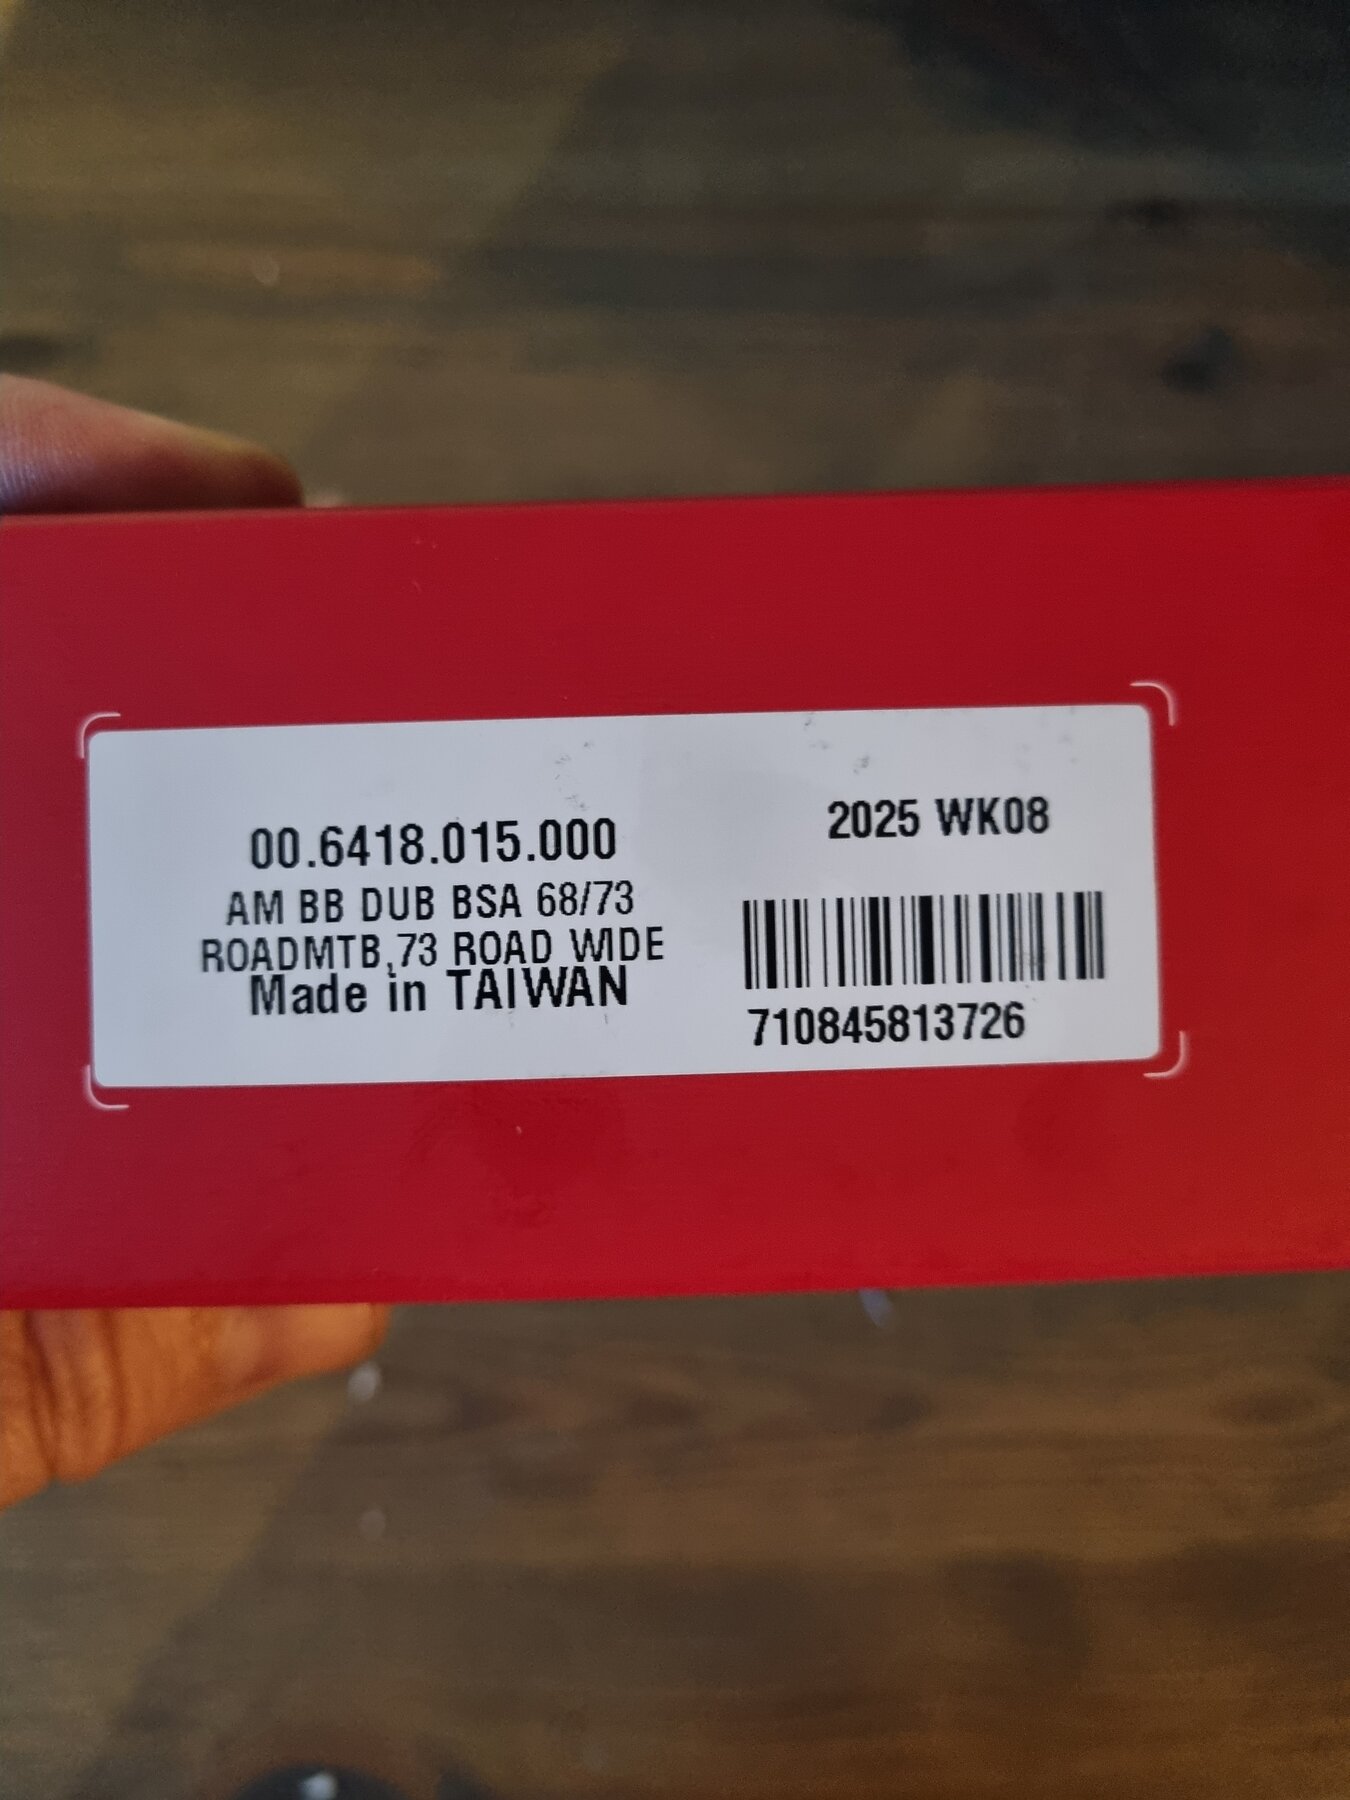 00.6418.015.000
AM BB DUB BSA 68/73
ROADMTB,73 ROAD WIDE
Made in TAIWAN
2025 WK08
710845813726